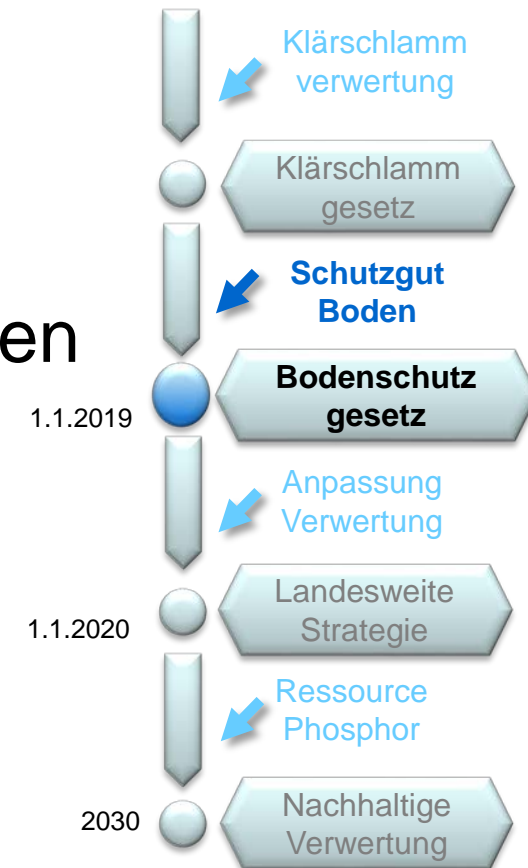 Klärschlamm
verwertung
Klärschlamm
gesetz
Schutzgut
Boden
en
1.1.2019
Bodenschutz
gesetz
Anpassung
Verwertung
1.1.2020
Landesweite
Strategie
Ressource
Phosphor
2030
Nachhaltige
Verwertung